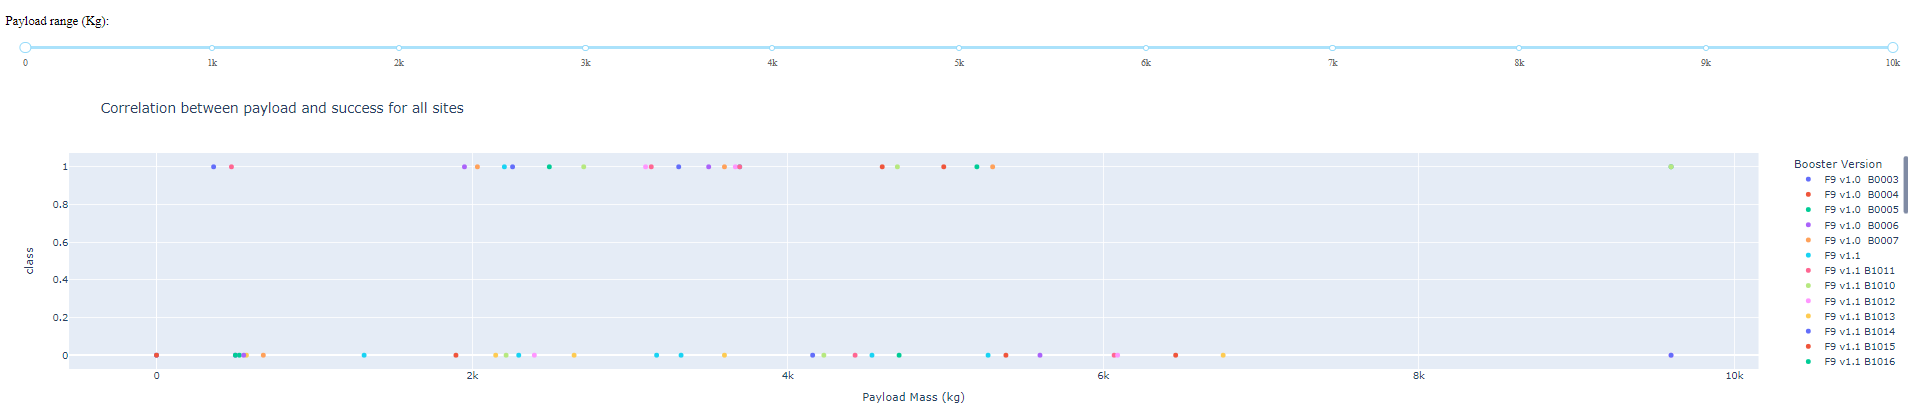 Payload range (Kg):
0 1k 2k 3k 4k 5k 6k 7k 8k 9k 10k
Correlation between payload and success for all sites
1
0.8
0.6
0.4
0.2
0
class
0 2k 4k 6k 8k 10k
Payload Mass (kg)
Booster Version
F9 v1.0  B0003
F9 v1.0  B0004
F9 v1.0  B0005
F9 v1.0  B0006
F9 v1.0  B0007
F9 v1.1
F9 v1.1 B1011
F9 v1.1 B1010
F9 v1.1 B1012
F9 v1.1 B1013
F9 v1.1 B1014
F9 v1.1 B1015
F9 v1.1 B1016